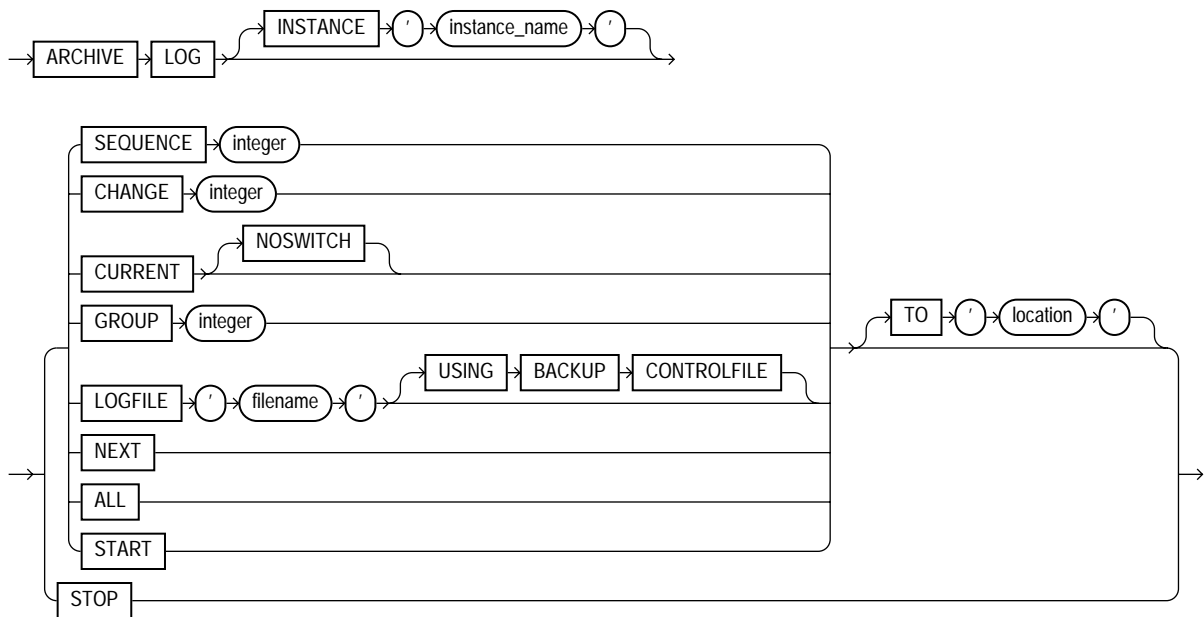 INSTANCE ' instance_name '
ARCHIVE LOG
SEQUENCE integer
CHANGE integer
NOSWITCH
CURRENT
TO ' location '
GROUP integer
USING BACKUP CONTROLFILE
LOGFILE ' filename '
NEXT
ALL
START
STOP